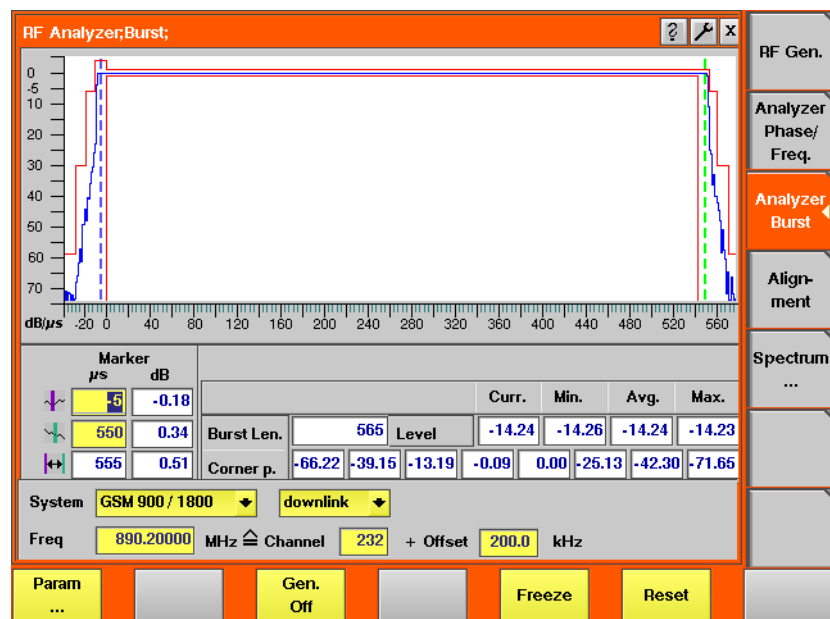 RF Analyzer;Burst;
? x
0
-5
10
20
30
40
50
60
70
dB/µs -20 0 40 80 120 160 200 240 280 320 360 400 440 480 520 560
Marker
µs dB
-5 -0.18
550 0.34
555 0.51
Curr. Min. Avg. Max.
Burst Len. 565 Level -14.24 -14.26 -14.24 -14.23
Corner p. -66.22 -39.15 -13.19 -0.09 0.00 -25.13 -42.30 -71.65
System GSM 900 / 1800 downlink
Freq 890.20000 MHz ≙ Channel 232 + Offset 200.0 kHz
RF Gen.
Analyzer
Phase/
Freq.
Analyzer
Burst
Align-
ment
Spectrum
...
Param
...
Gen.
Off
Freeze
Reset